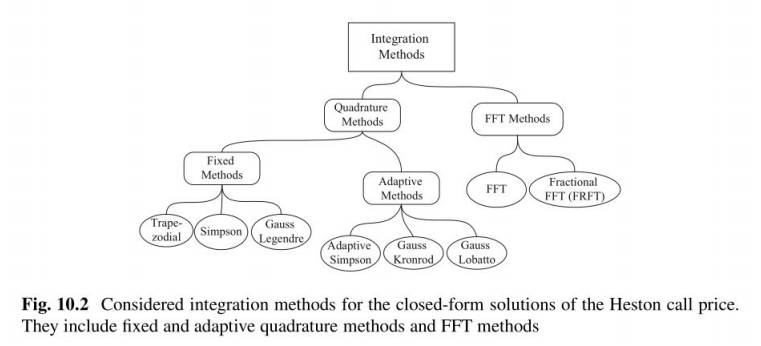 Integration
Methods
Quadrature
Methods
FFT Methods
Fixed
Methods
Adaptive
Methods
FFT
Fractional
FFT (FRFT)
Trape-
zodial
Simpson
Gauss
Legendre
Adaptive
Simpson
Gauss
Kronrod
Gauss
Lobatto
Fig. 10.2 Considered integration methods for the closed-form solutions of the Heston call price.
They include fixed and adaptive quadrature methods and FFT methods